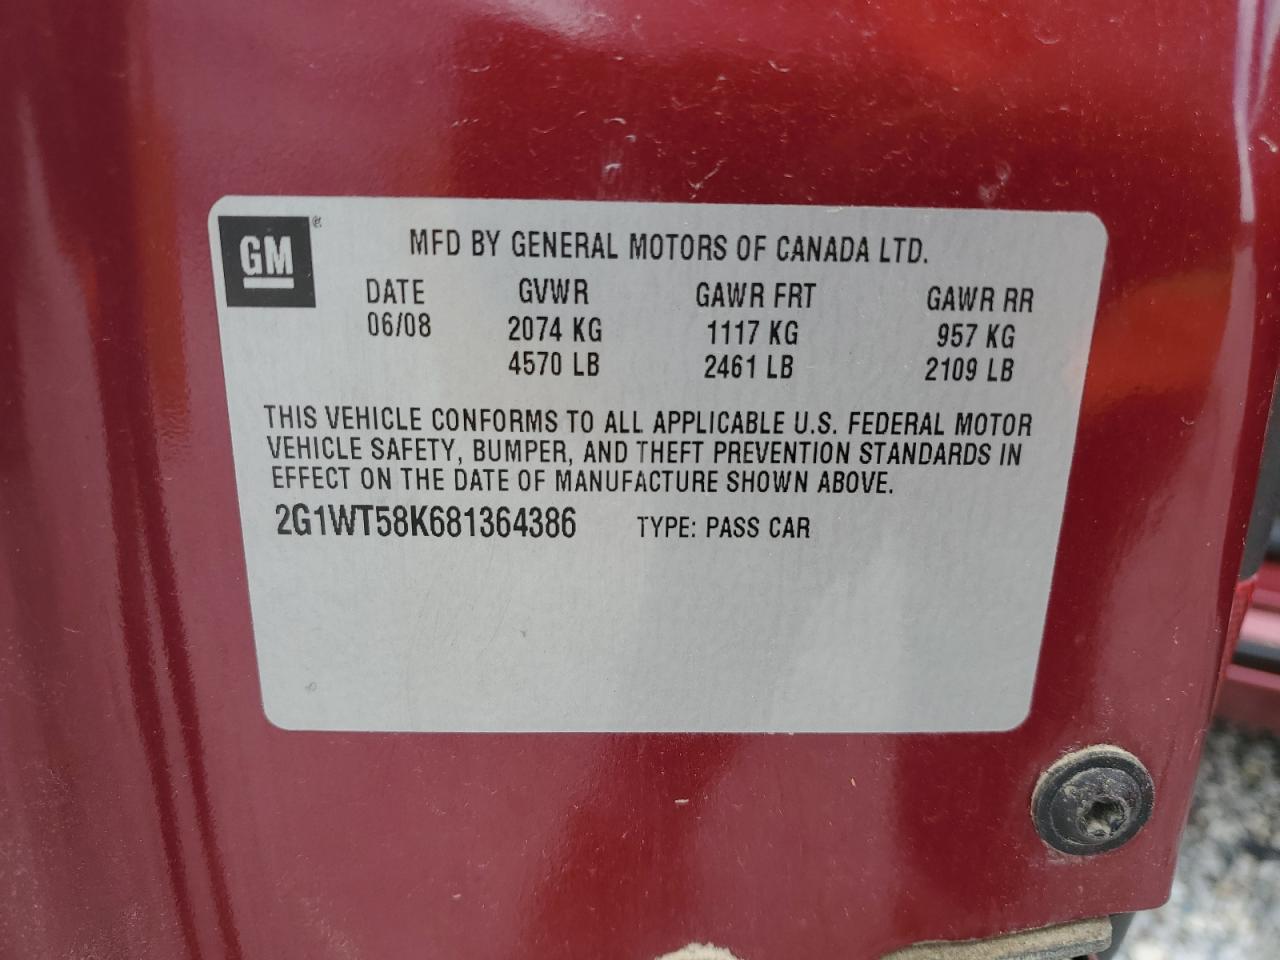 GM®
MFD BY GENERAL MOTORS OF CANADA LTD.
DATE GVWR GAWR FRT GAWR RR
06/08 2074 KG 1117 KG 957 KG
4570 LB 2461 LB 2109 LB
THIS VEHICLE CONFORMS TO ALL APPLICABLE U.S. FEDERAL MOTOR
VEHICLE SAFETY, BUMPER, AND THEFT PREVENTION STANDARDS IN
EFFECT ON THE DATE OF MANUFACTURE SHOWN ABOVE.
2G1WT58K681364386 TYPE: PASS CAR